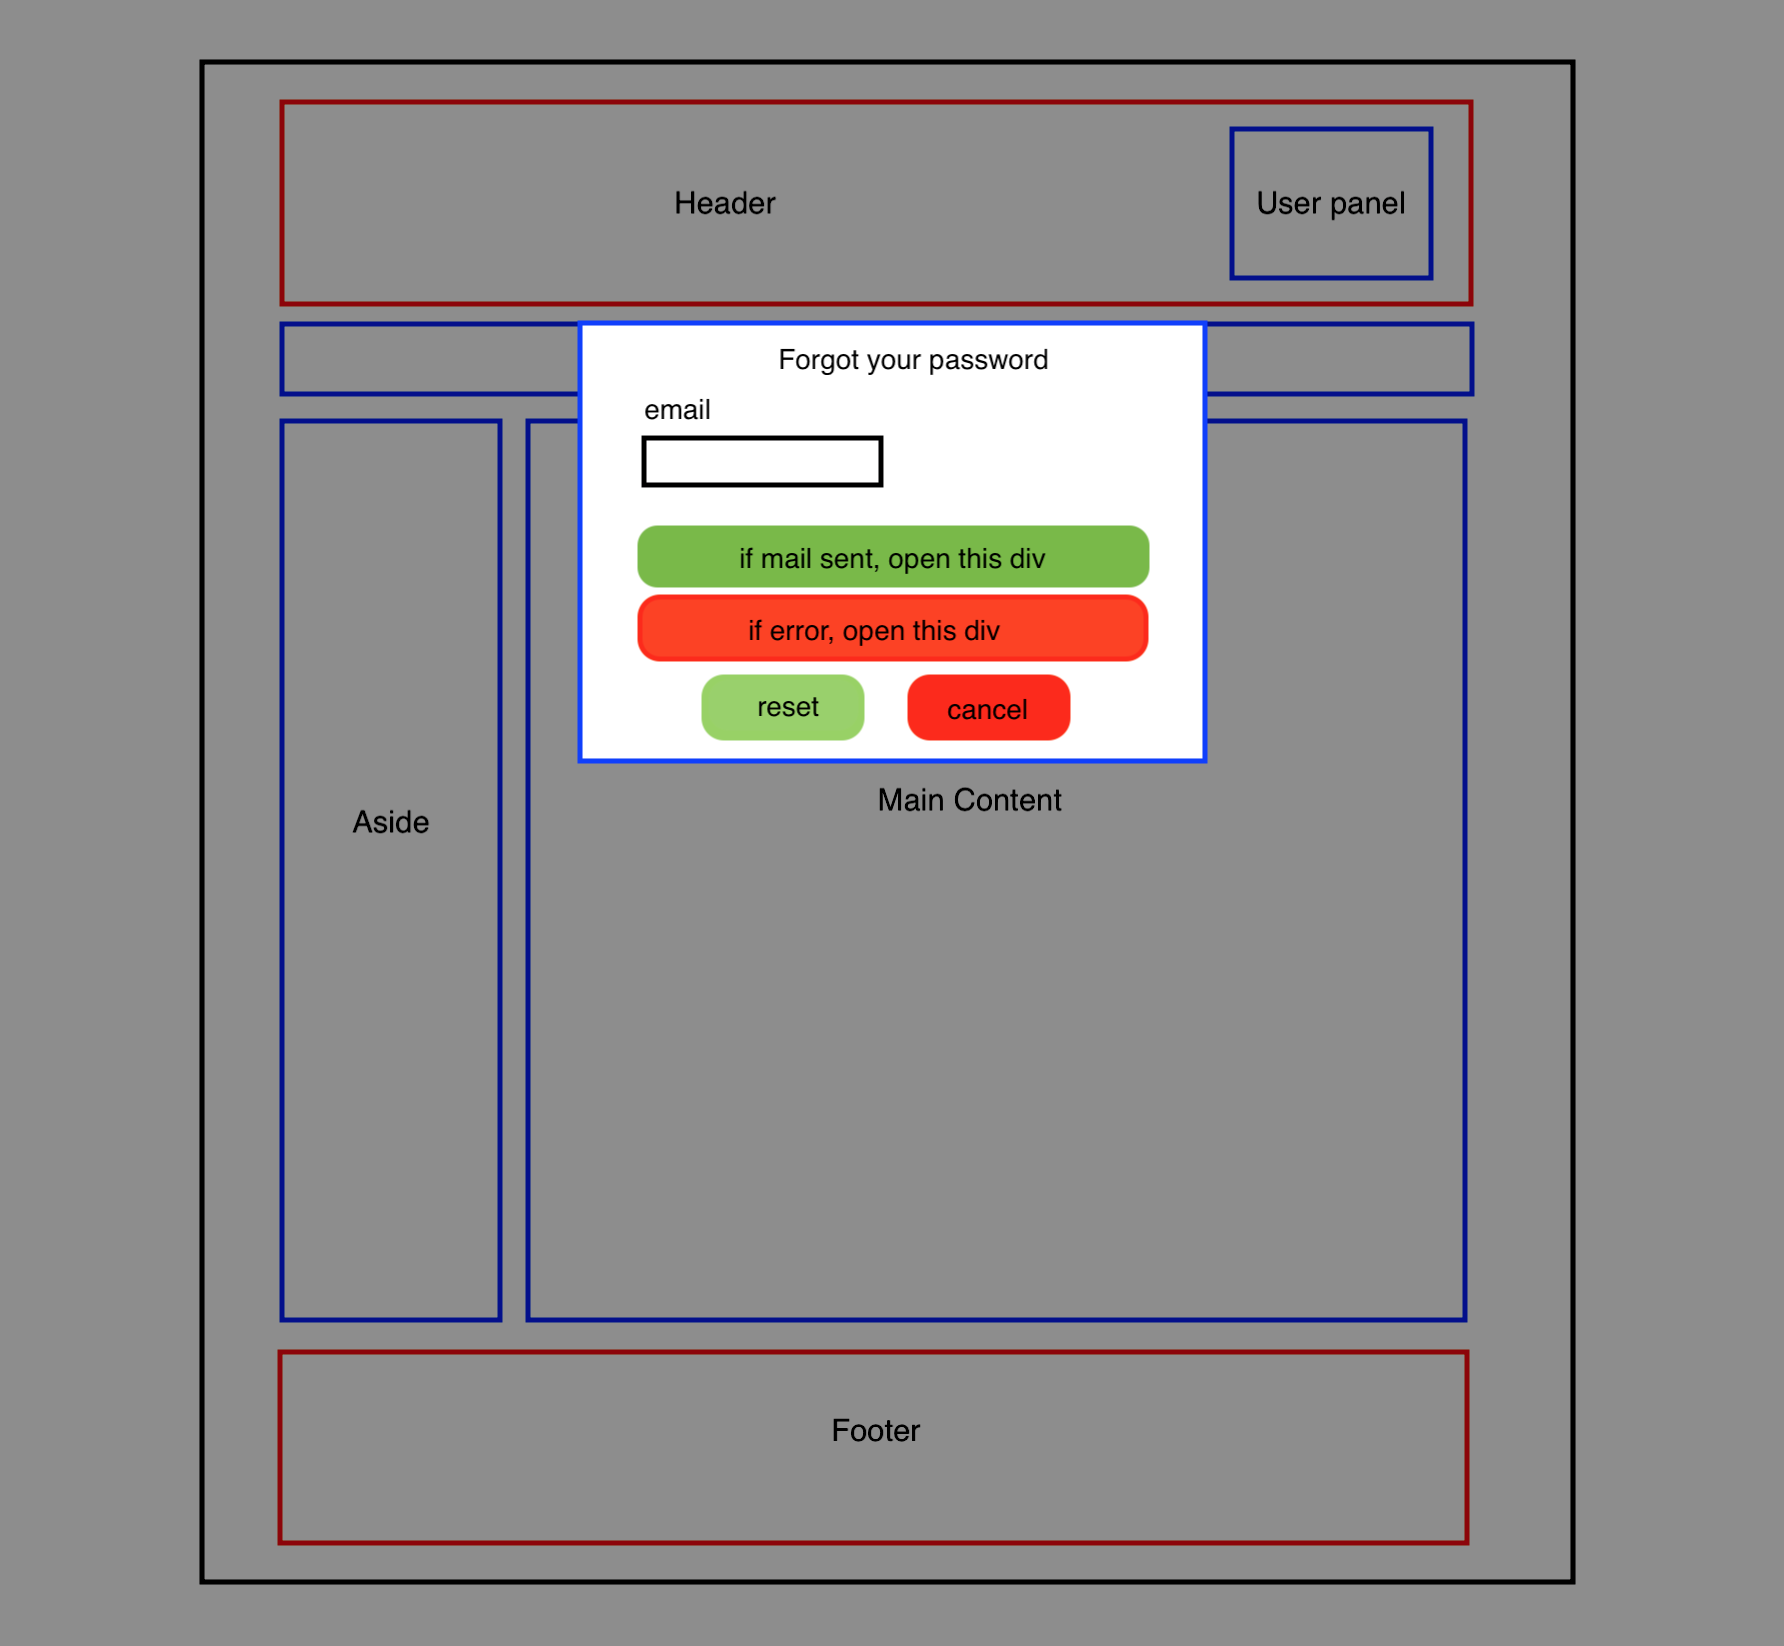 Header
User panel
Forgot your password
email
if mail sent, open this div
if error, open this div
reset
cancel
Main Content
Aside
Footer